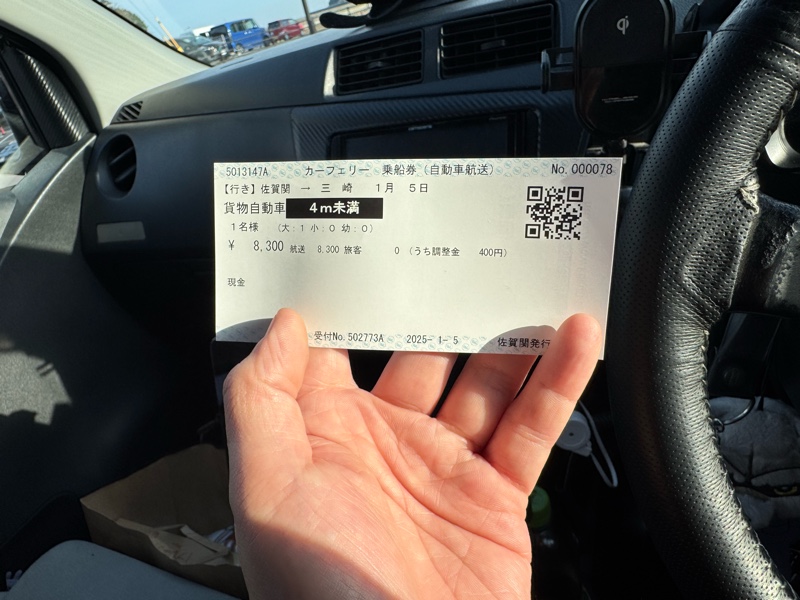 5013147A カーフェリー 乗船券 (自動車航送) No. 000078
【行き】佐賀関 → 三 崎 1月 5日
貨物自動車 4m未満
1名様 (大:1 小:0 幼:0)
¥ 8,300 航送 8,300 旅客 0 (うち調整金 400円)
現金
受付No. 502773A 2025- 1- 5 佐賀関発行